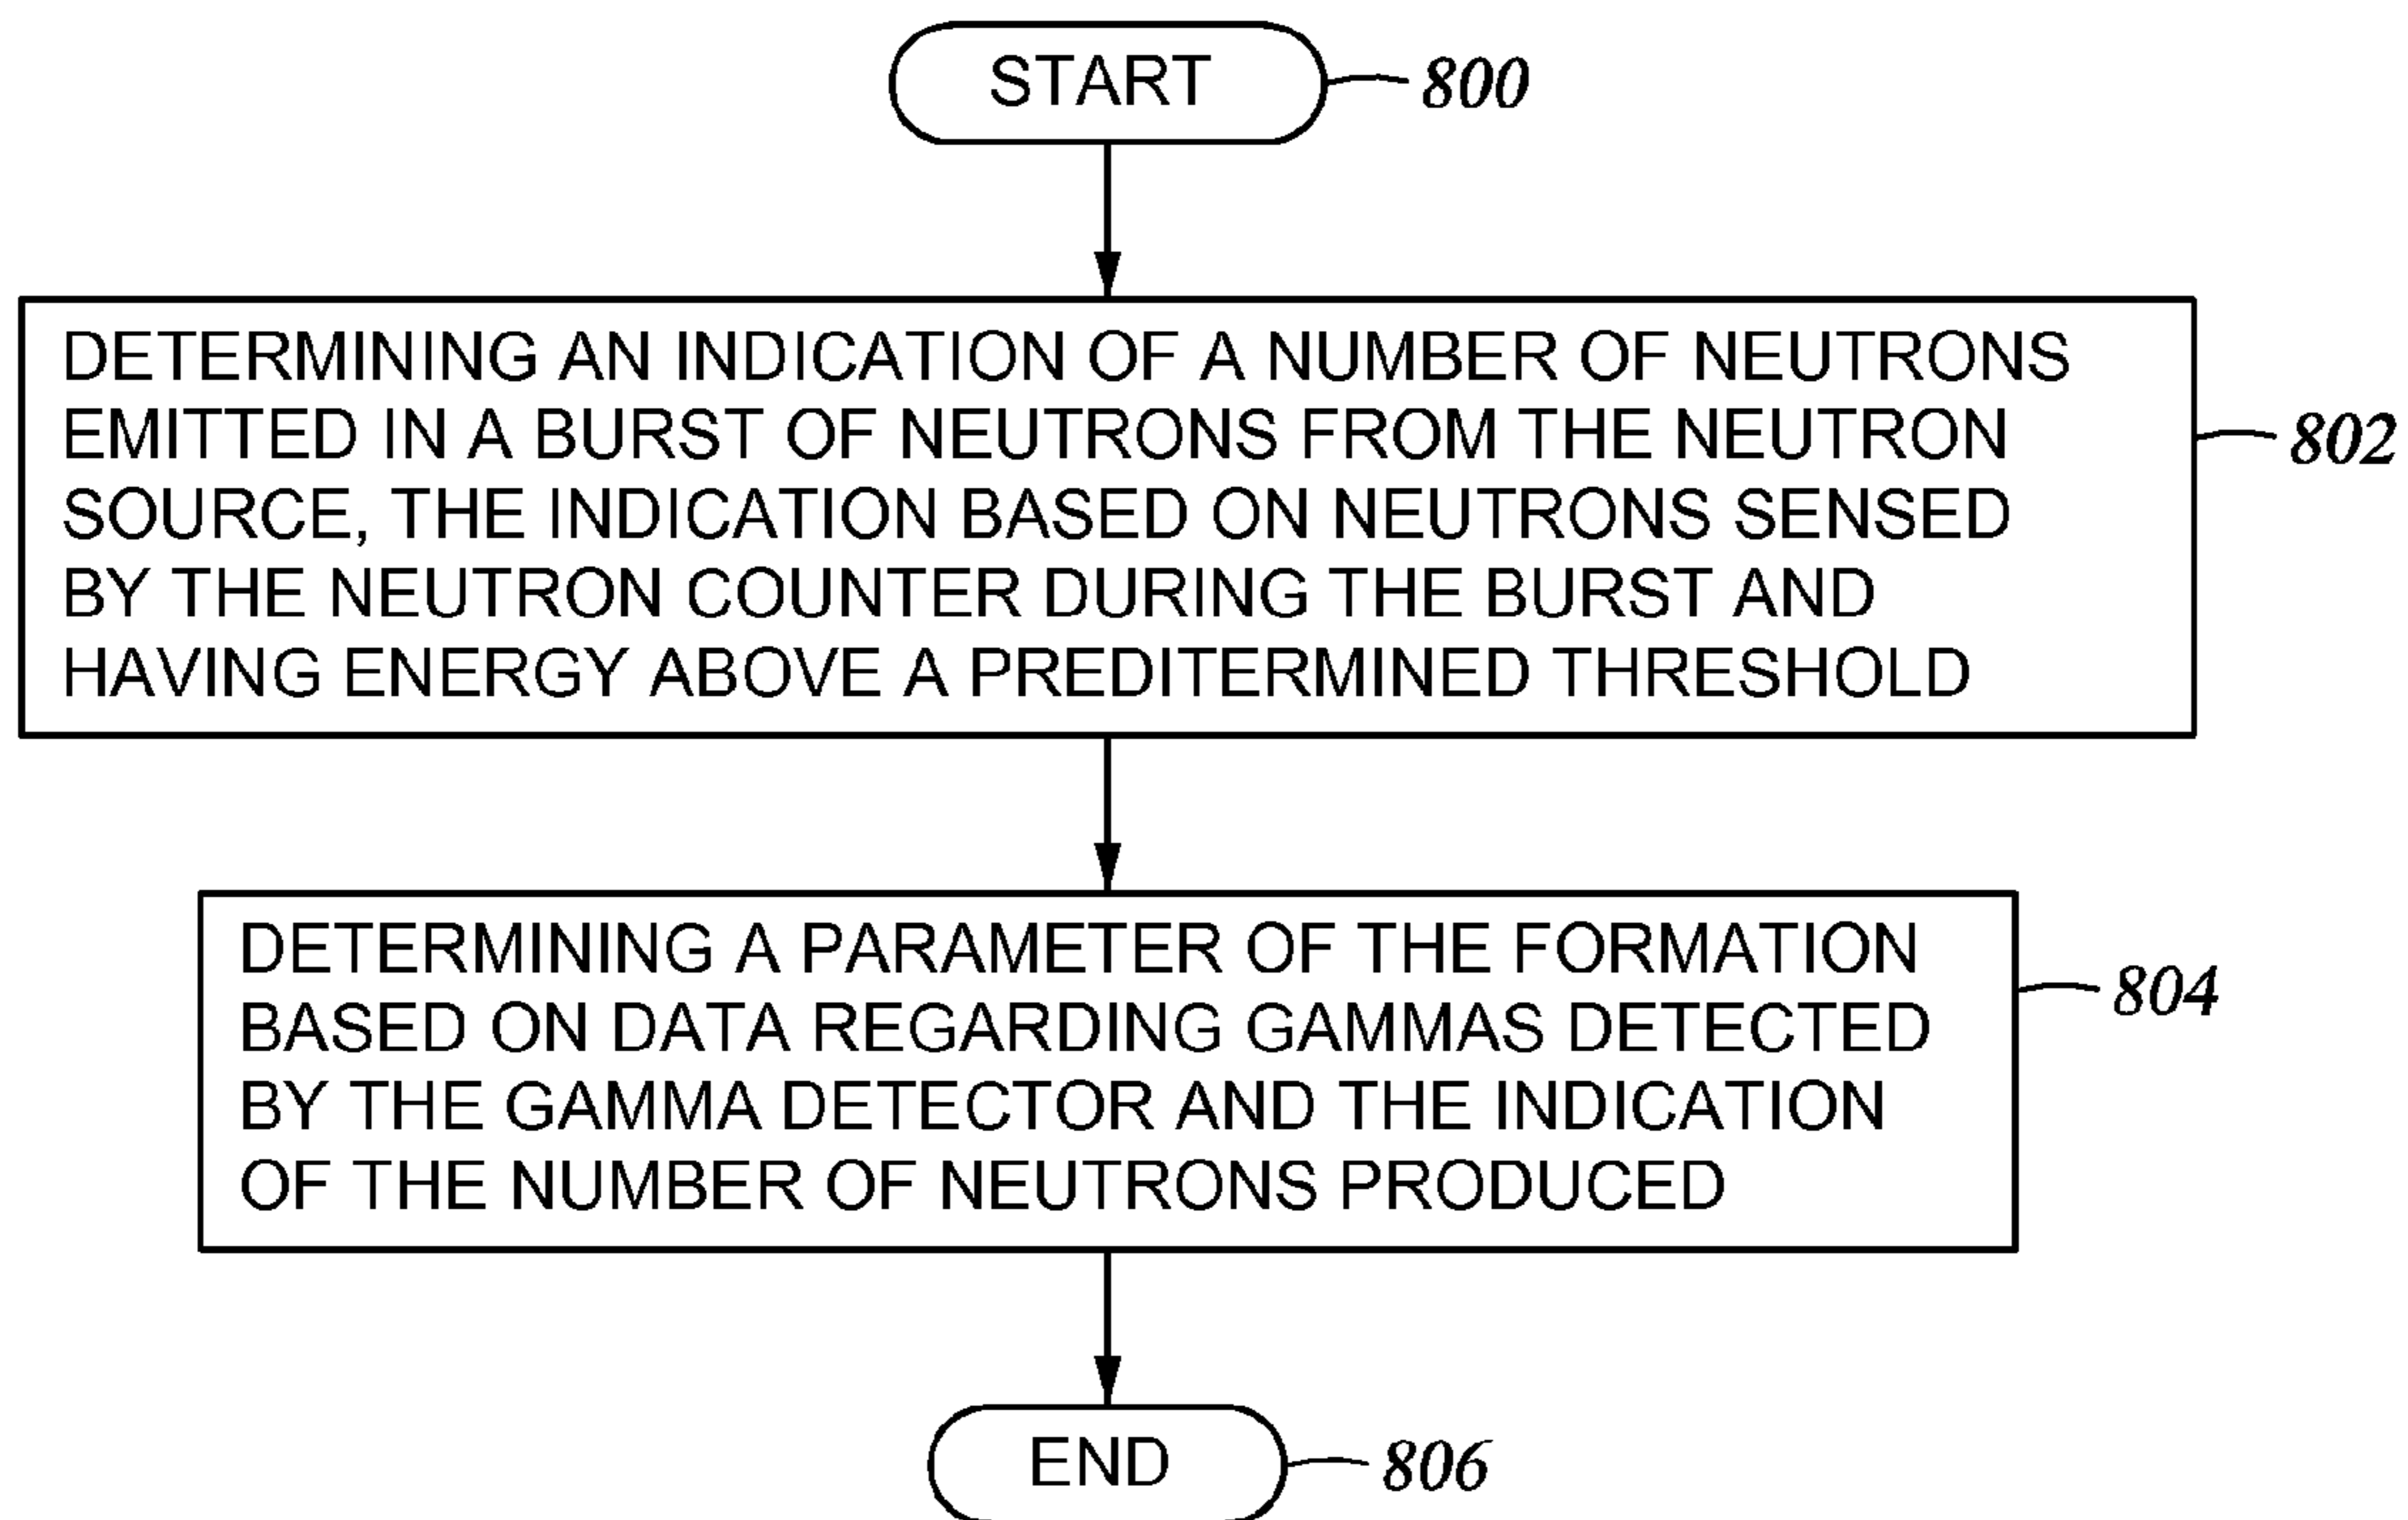 START
800
DETERMINING AN INDICATION OF A NUMBER OF NEUTRONS
EMITTED IN A BURST OF NEUTRONS FROM THE NEUTRON
SOURCE, THE INDICATION BASED ON NEUTRONS SENSED
BY THE NEUTRON COUNTER DURING THE BURST AND
HAVING ENERGY ABOVE A PREDITERMINED THRESHOLD
802
DETERMINING A PARAMETER OF THE FORMATION
BASED ON DATA REGARDING GAMMAS DETECTED
BY THE GAMMA DETECTOR AND THE INDICATION
OF THE NUMBER OF NEUTRONS PRODUCED
804
END
806